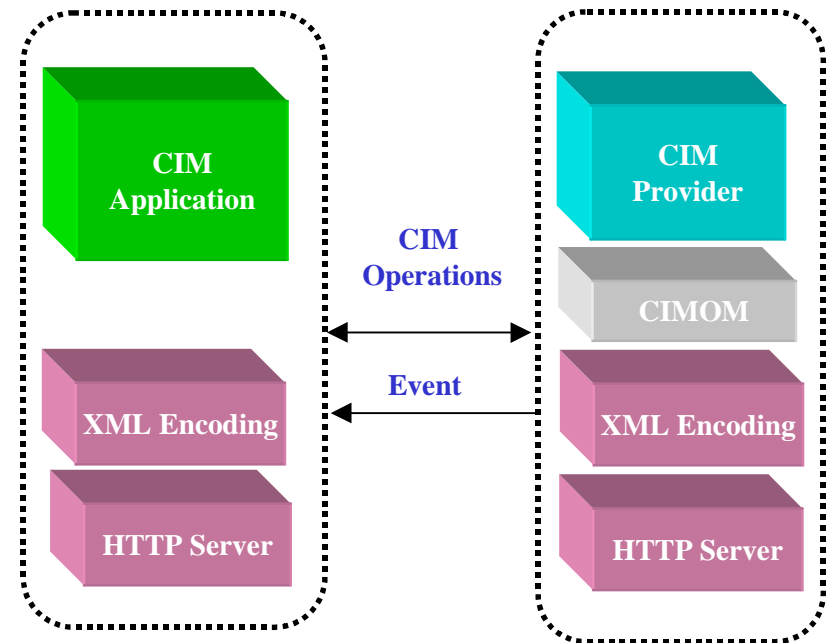 CIM
Application
XML Encoding
HTTP Server
CIM
Operations
Event
CIM
Provider
CIMOM
XML Encoding
HTTP Server